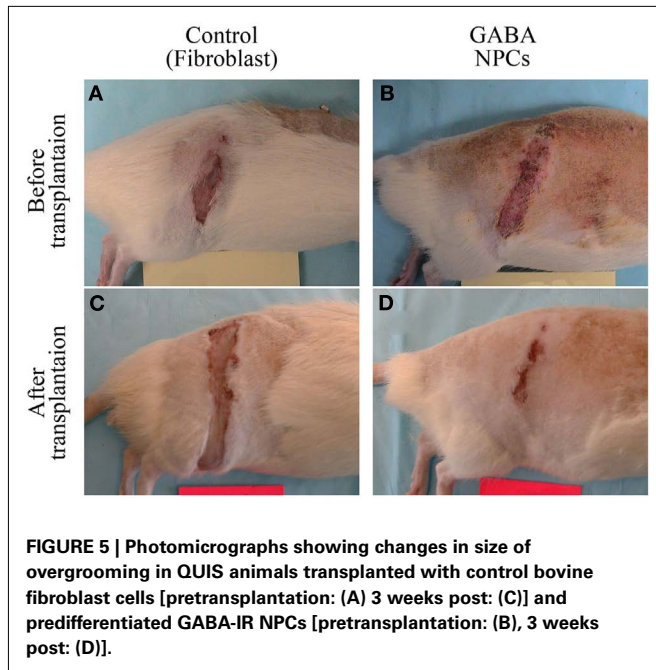 Control
(Fibroblast)
GABA
NPCs
Before
transplantaion
A
B
After
transplantaion
C
D
FIGURE 5 | Photomicrographs showing changes in size of
overgrooming in QUIS animals transplanted with control bovine
fibroblast cells [pretransplantation: (A) 3 weeks post: (C)] and
predifferentiated GABA-IR NPCs [pretransplantation: (B), 3 weeks
post: (D)].